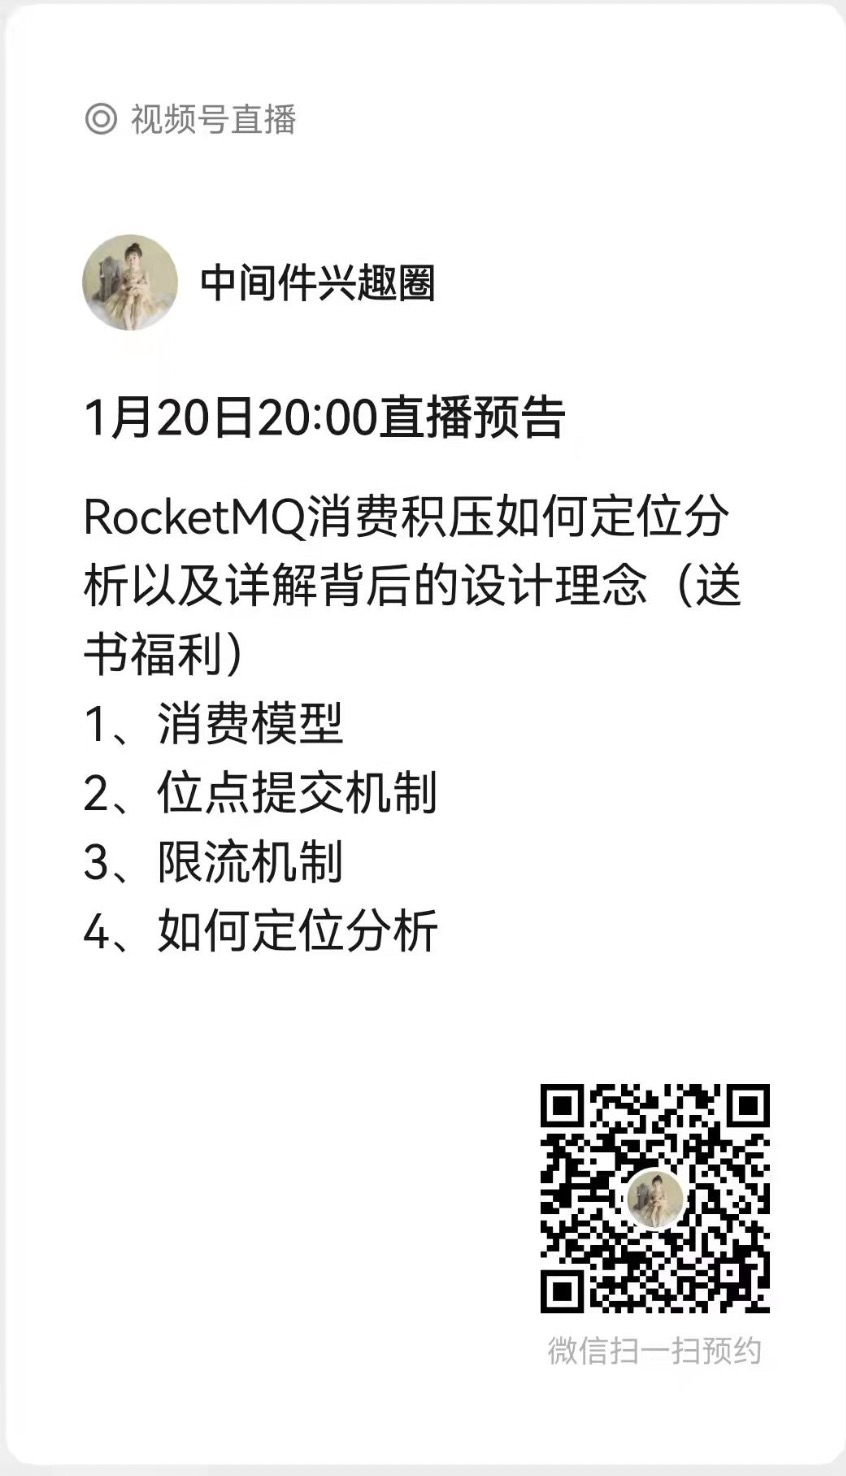 视频号直播
中间件兴趣圈
1月20日20:00直播预告
RocketMQ消费积压如何定位分
析以及详解背后的设计理念（送
书福利）
1、消费模型
2、位点提交机制
3、限流机制
4、如何定位分析
微信扫一扫预约